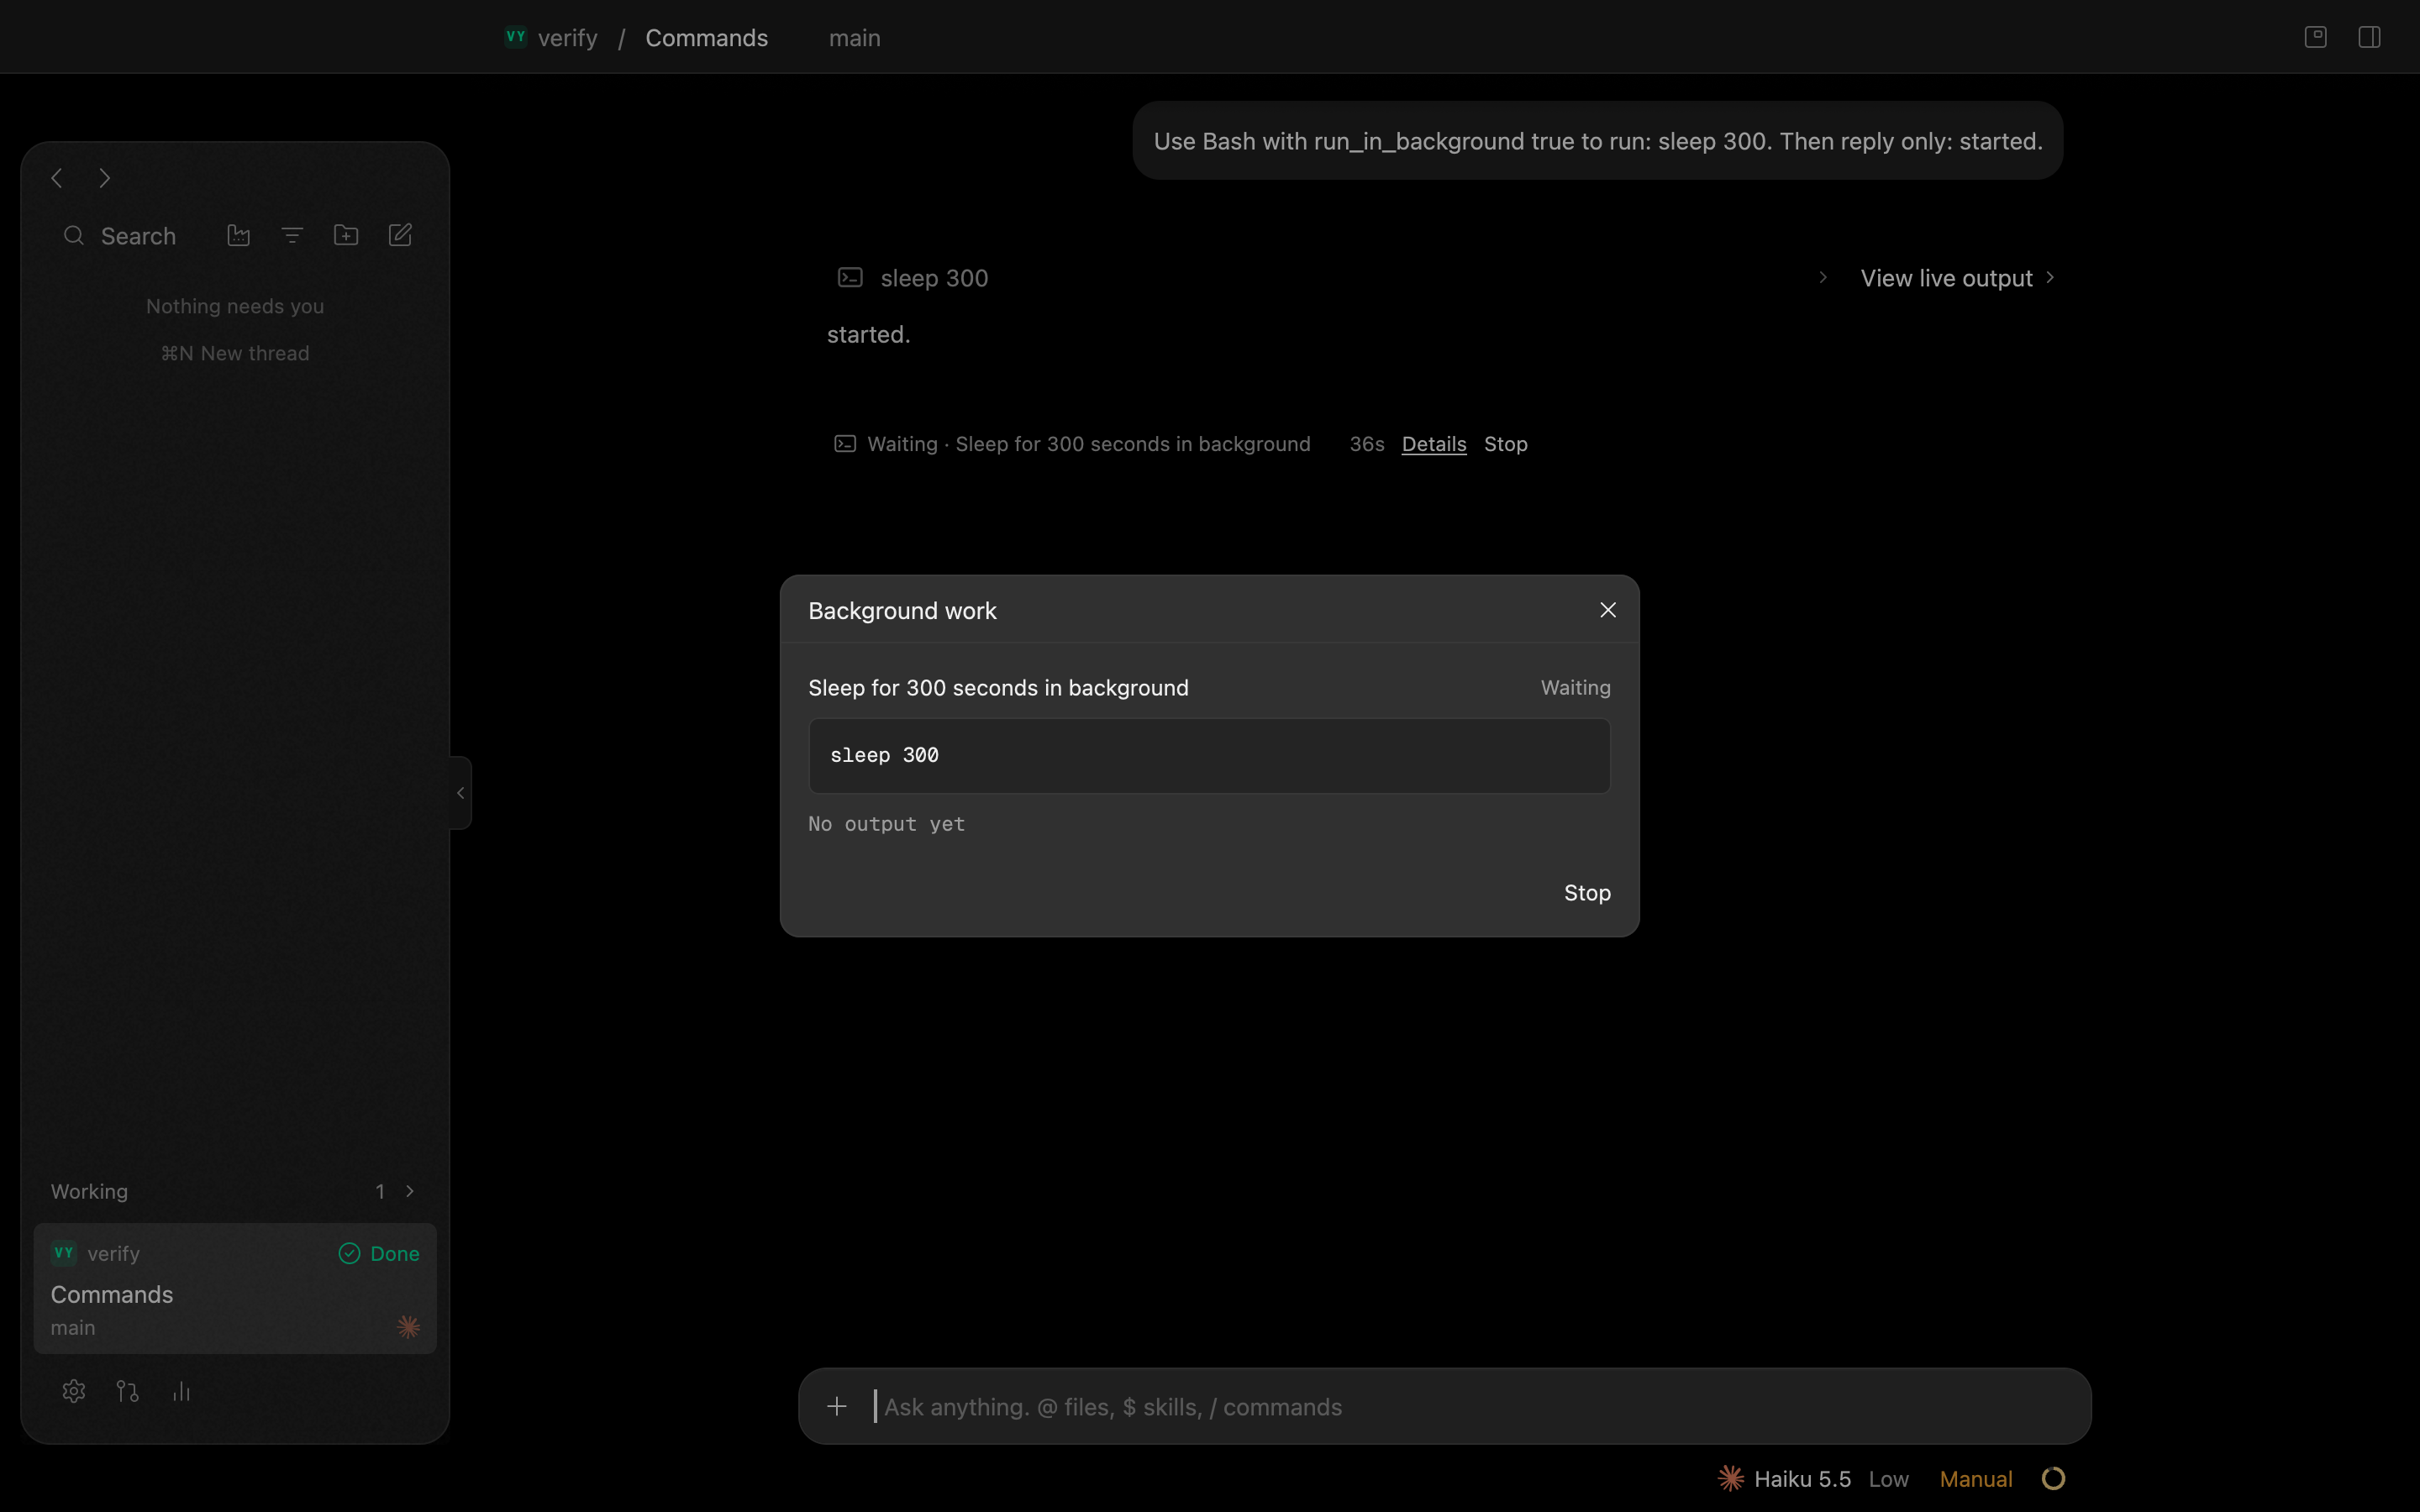 VY verify / Commands main
Use Bash with run_in_background true to run: sleep 300. Then reply only: started.
Search
Nothing needs you
⌘N New thread
sleep 300
View live output
started.
Waiting · Sleep for 300 seconds in background 36s Details Stop
Background work
Sleep for 300 seconds in background Waiting
sleep 300
No output yet
Stop
Working 1
VY verify Done
Commands
main
Ask anything. @ files, $ skills, / commands
Haiku 5.5 Low Manual